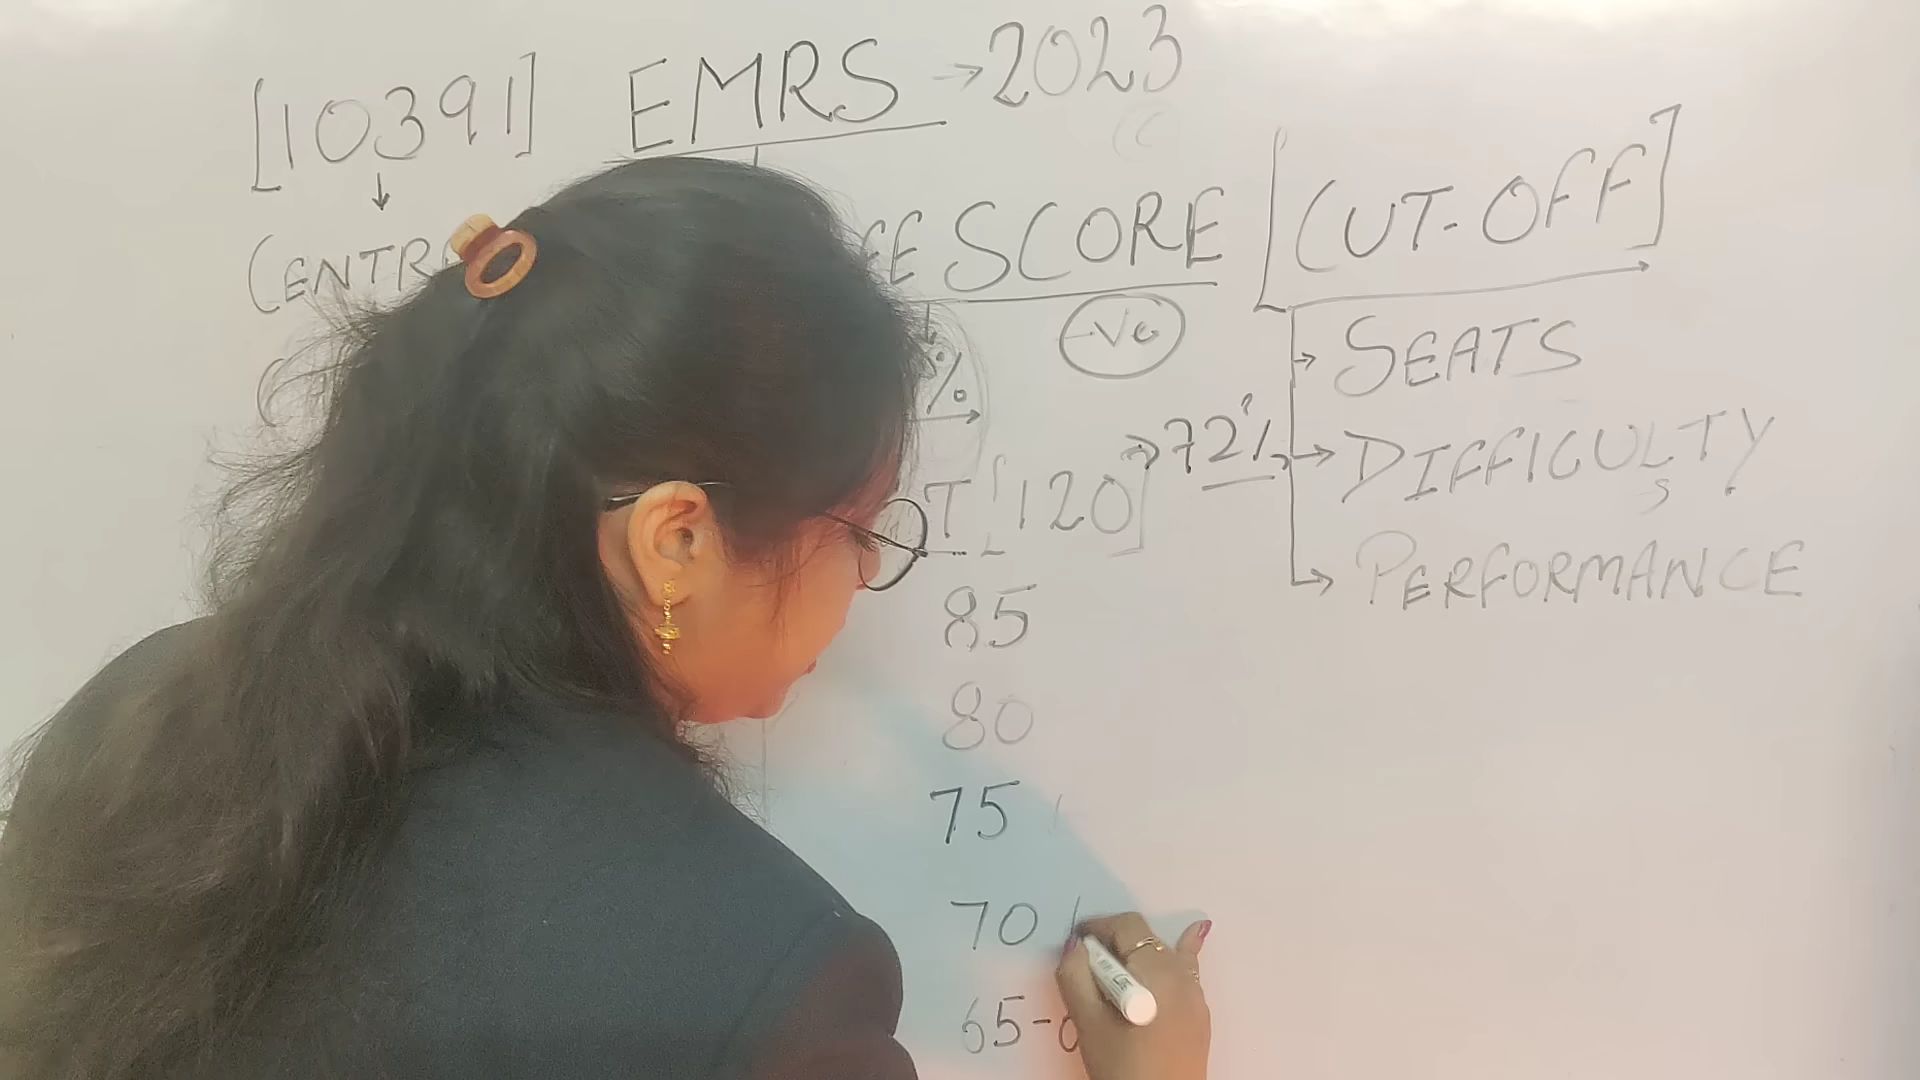 [10391] EMRS → 2023
SCORE [CUT-OFF]
-Ve
SEATS
%
72%
DIFFICULTY
S
T [120]
PERFORMANCE
85
80
75
70
65-